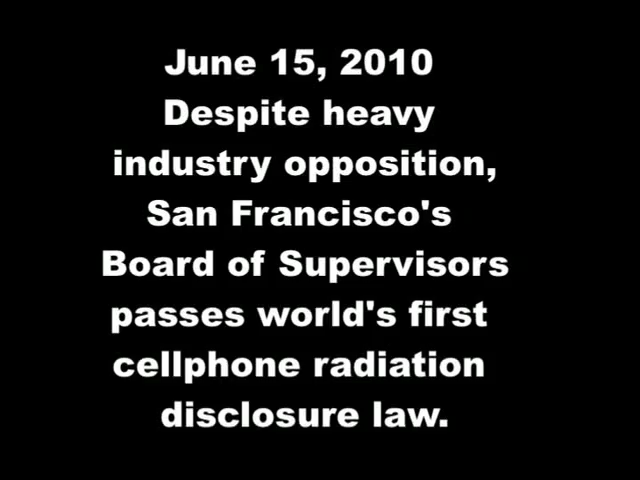 June 15, 2010
Despite heavy
industry opposition,
San Francisco's
Board of Supervisors
passes world's first
cellphone radiation
disclosure law.